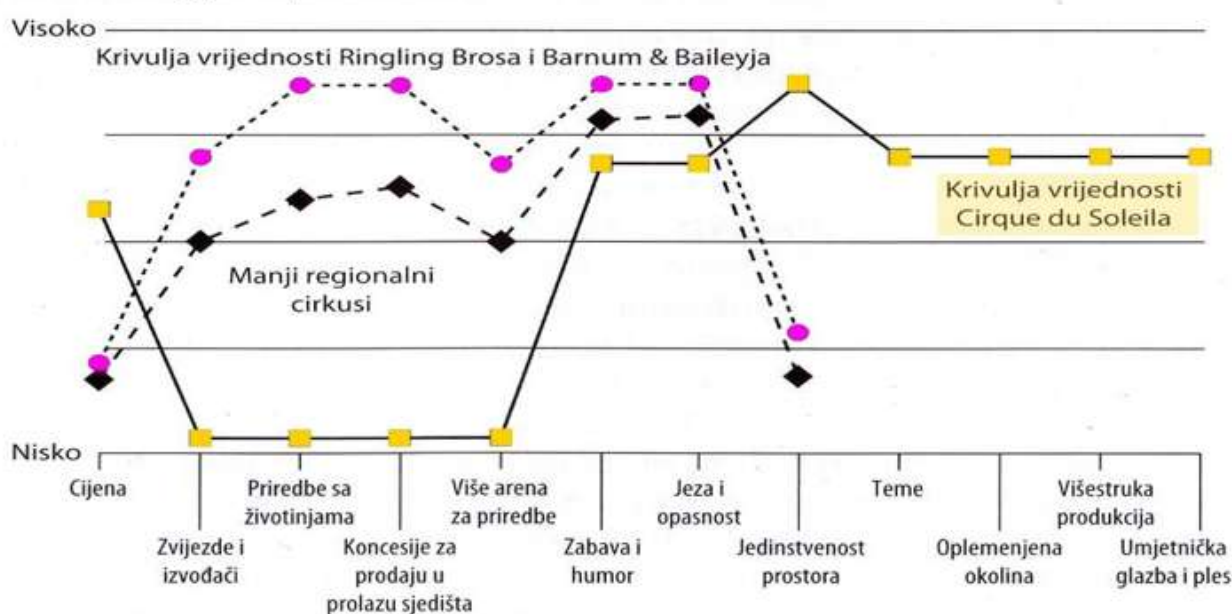 Visoko
Krivulja vrijednosti Ringling Brosa i Barnum & Baileyja
Krivulja vrijednosti
Cirque du Soleila
Manji regionalni
cirkusi
Nisko
Cijena
Zvijezde i
izvođači
Priredbe sa
životinjama
Koncesije za
prodaju u
prolazu sjedišta
Više arena
za priredbe
Zabava i
humor
Jeza i
opasnost
Jedinstvenost
prostora
Teme
Oplemenjena
okolina
Višestruka
produkcija
Umjetnička
glazba i ples